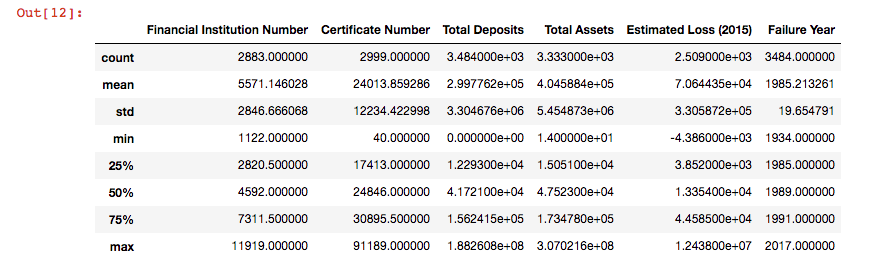 Out[12]:
Financial Institution Number Certificate Number Total Deposits Total Assets Estimated Loss (2015) Failure Year
count 2883.000000 2999.000000 3.484000e+03 3.333000e+03 2.509000e+03 3484.000000
mean 5571.146028 24013.859286 2.997762e+05 4.045884e+05 7.064435e+04 1985.213261
std 2846.666068 12234.422998 3.304676e+06 5.454873e+06 3.305872e+05 19.654791
min 1122.000000 40.000000 0.000000e+00 1.400000e+01 -4.386000e+03 1934.000000
25% 2820.500000 17413.000000 1.229300e+04 1.505100e+04 3.852000e+03 1985.000000
50% 4592.000000 24846.000000 4.172100e+04 4.752300e+04 1.335400e+04 1989.000000
75% 7311.500000 30895.500000 1.562415e+05 1.734780e+05 4.458500e+04 1991.000000
max 11919.000000 91189.000000 1.882608e+08 3.070216e+08 1.243800e+07 2017.000000